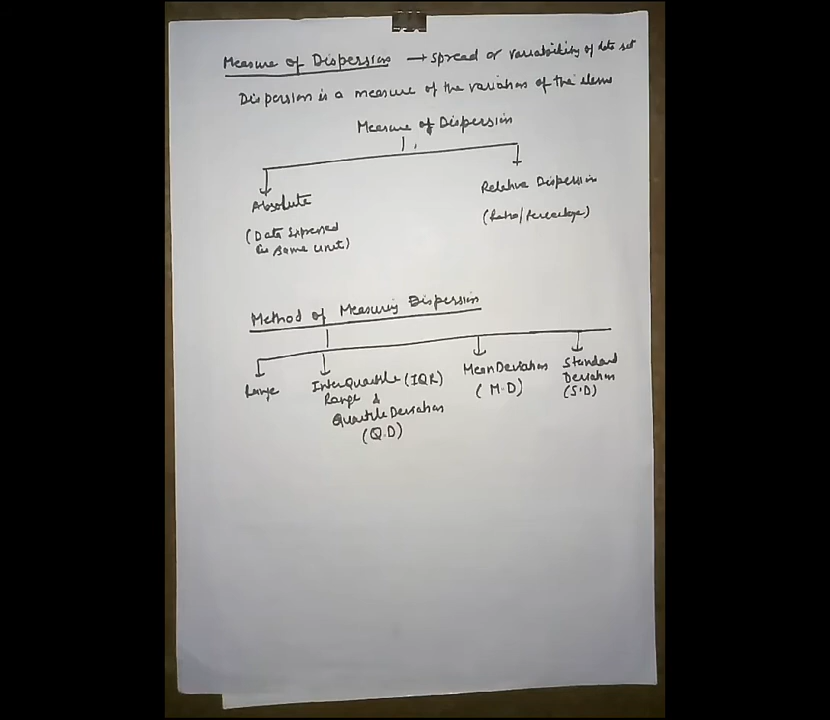 Measure of Dispersion → spread or variability of data set
Dispersion is a measure of the variation of the items
Measure of Dispersion
Absolute
Relative Dispersion
(Data Expressed
in same unit)
(Ratio/Percentage)
Method of Measuring Dispersion
Range
InterQuartile (IQR)
Range &
Quartile Deviation
(Q.D)
Mean Deviation
(M.D)
Standard
Deviation
(S.D)